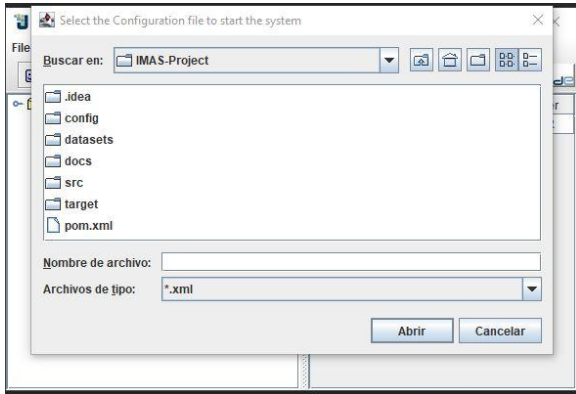 Select the Configuration file to start the system
File
Buscar en: IMAS-Project
.idea
config
datasets
docs
src
target
pom.xml
Nombre de archivo:
Archivos de tipo: *.xml
Abrir Cancelar